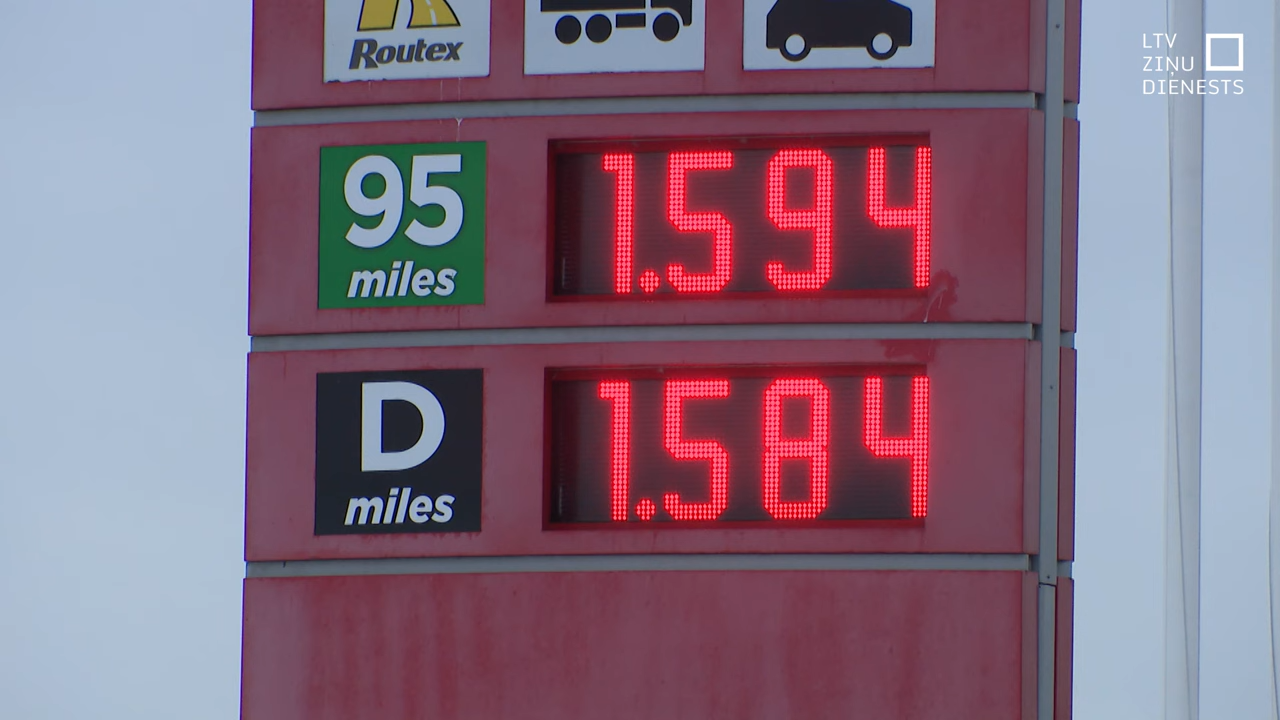 Routex
LTV
ZIŅU
DIENESTS
95
miles
1.594
D
miles
1.584